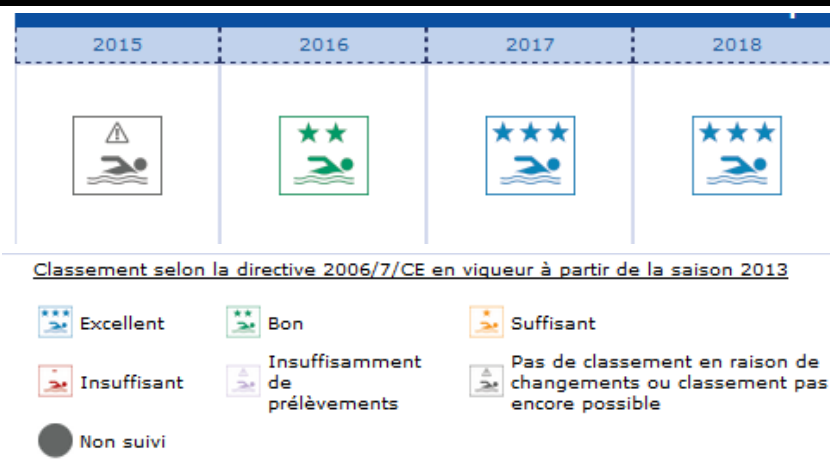 2015 2016 2017 2018
Classement selon la directive 2006/7/CE en vigueur à partir de la saison 2013
Excellent Bon Suffisant
Insuffisant
Insuffisamment
de
prélèvements
Pas de classement en raison de
changements ou classement pas
encore possible
Non suivi